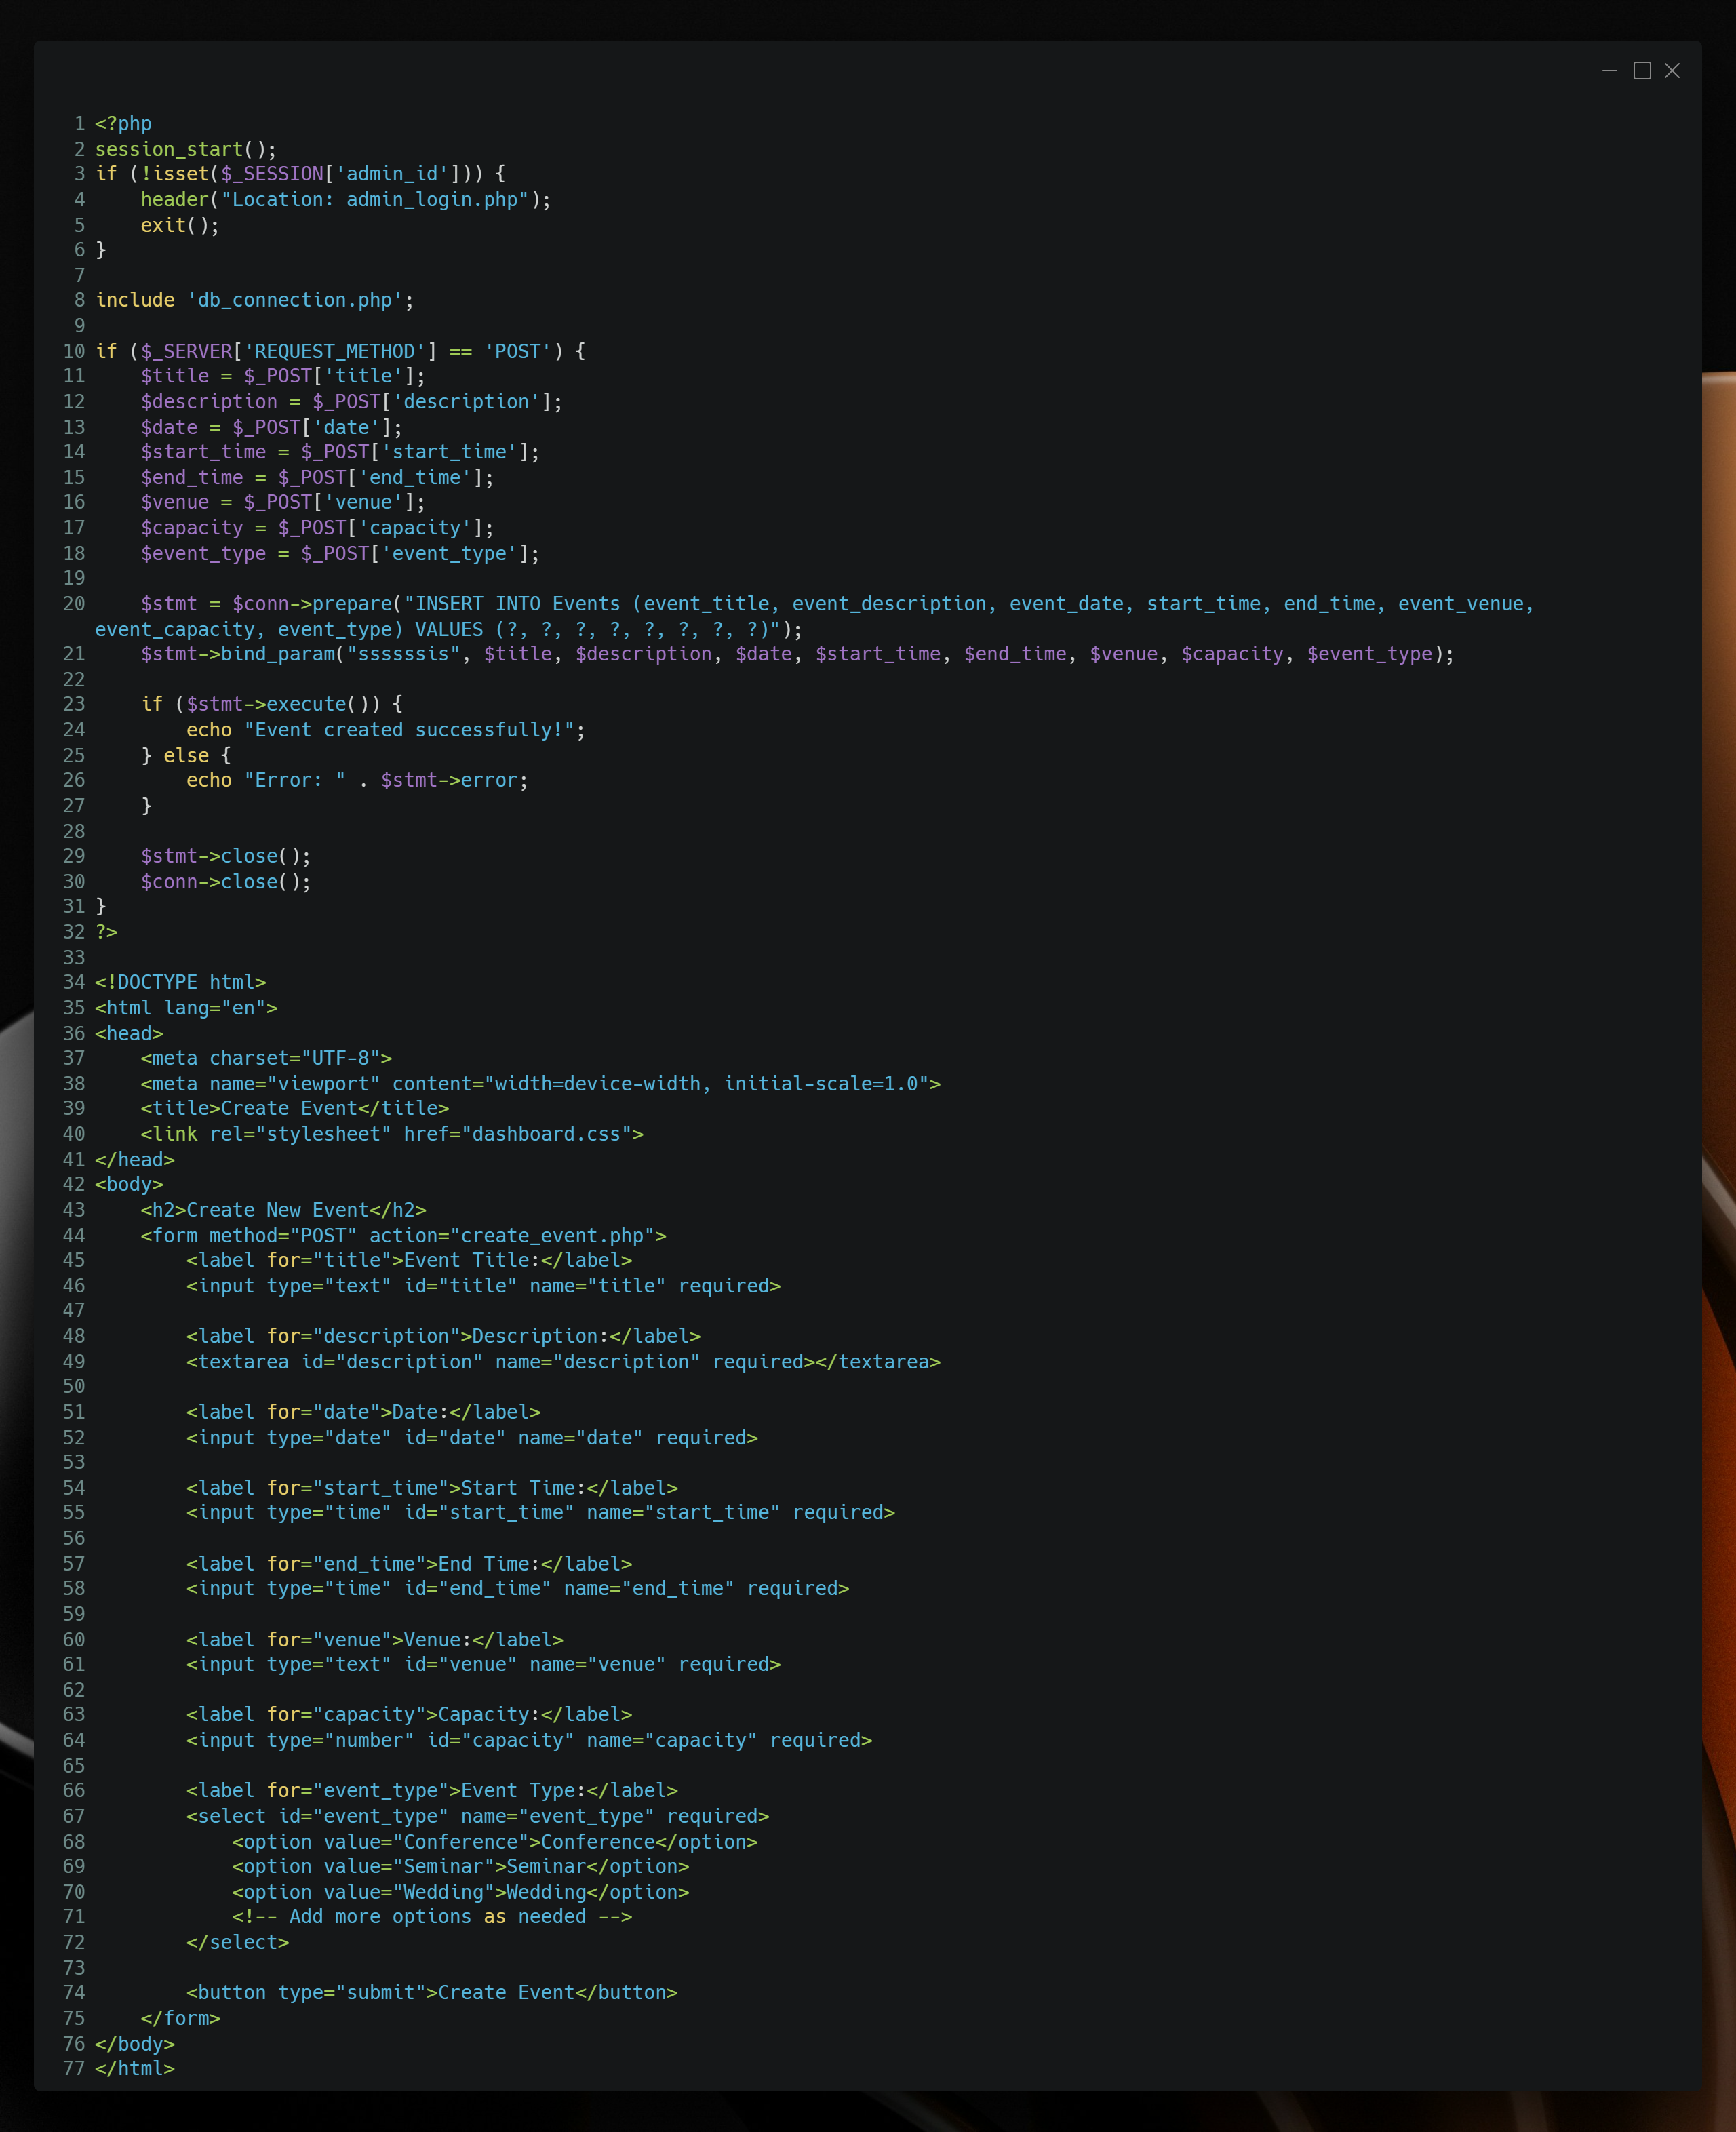 1 <?php
2 session_start();
3 if (!isset($_SESSION['admin_id'])) {
4     header("Location: admin_login.php");
5     exit();
6 }
7
8 include 'db_connection.php';
9
10 if ($_SERVER['REQUEST_METHOD'] == 'POST') {
11     $title = $_POST['title'];
12     $description = $_POST['description'];
13     $date = $_POST['date'];
14     $start_time = $_POST['start_time'];
15     $end_time = $_POST['end_time'];
16     $venue = $_POST['venue'];
17     $capacity = $_POST['capacity'];
18     $event_type = $_POST['event_type'];
19
20     $stmt = $conn->prepare("INSERT INTO Events (event_title, event_description, event_date, start_time, end_time, event_venue,
event_capacity, event_type) VALUES (?, ?, ?, ?, ?, ?, ?, ?)");
21     $stmt->bind_param("ssssssis", $title, $description, $date, $start_time, $end_time, $venue, $capacity, $event_type);
22
23     if ($stmt->execute()) {
24         echo "Event created successfully!";
25     } else {
26         echo "Error: " . $stmt->error;
27     }
28
29     $stmt->close();
30     $conn->close();
31 }
32 ?>
33
34 <!DOCTYPE html>
35 <html lang="en">
36 <head>
37     <meta charset="UTF-8">
38     <meta name="viewport" content="width=device-width, initial-scale=1.0">
39     <title>Create Event</title>
40     <link rel="stylesheet" href="dashboard.css">
41 </head>
42 <body>
43     <h2>Create New Event</h2>
44     <form method="POST" action="create_event.php">
45         <label for="title">Event Title:</label>
46         <input type="text" id="title" name="title" required>
47
48         <label for="description">Description:</label>
49         <textarea id="description" name="description" required></textarea>
50
51         <label for="date">Date:</label>
52         <input type="date" id="date" name="date" required>
53
54         <label for="start_time">Start Time:</label>
55         <input type="time" id="start_time" name="start_time" required>
56
57         <label for="end_time">End Time:</label>
58         <input type="time" id="end_time" name="end_time" required>
59
60         <label for="venue">Venue:</label>
61         <input type="text" id="venue" name="venue" required>
62
63         <label for="capacity">Capacity:</label>
64         <input type="number" id="capacity" name="capacity" required>
65
66         <label for="event_type">Event Type:</label>
67         <select id="event_type" name="event_type" required>
68             <option value="Conference">Conference</option>
69             <option value="Seminar">Seminar</option>
70             <option value="Wedding">Wedding</option>
71             <!-- Add more options as needed -->
72         </select>
73
74         <button type="submit">Create Event</button>
75     </form>
76 </body>
77 </html>